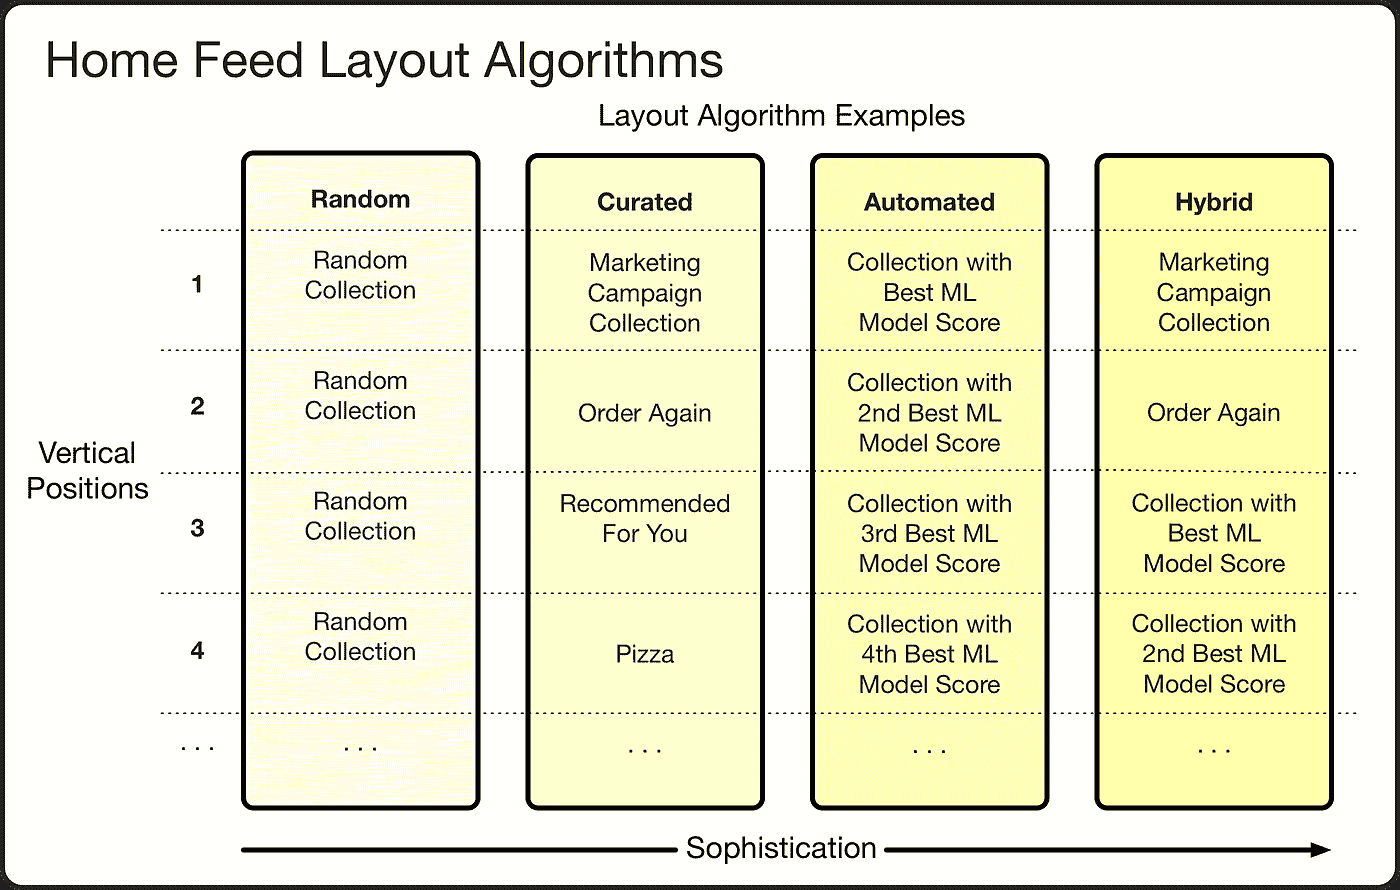 Home Feed Layout Algorithms
Layout Algorithm Examples
Random
Curated
Automated
Hybrid
Vertical
Positions
1
Random
Collection
Marketing
Campaign
Collection
Collection with
Best ML
Model Score
Marketing
Campaign
Collection
2
Random
Collection
Order Again
Collection with
2nd Best ML
Model Score
Order Again
3
Random
Collection
Recommended
For You
Collection with
3rd Best ML
Model Score
Collection with
Best ML
Model Score
4
Random
Collection
Pizza
Collection with
4th Best ML
Model Score
Collection with
2nd Best ML
Model Score
. . .
. . .
. . .
. . .
. . .
Sophistication